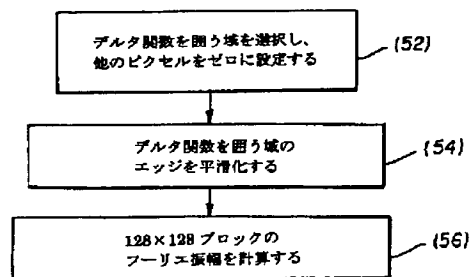 デルタ関数を囲う域を選択し、
他のピクセルをゼロに設定する
(52)
デルタ関数を囲う域の
エッジを平滑化する
(54)
128×128 ブロックの
フーリエ振幅を計算する
(56)